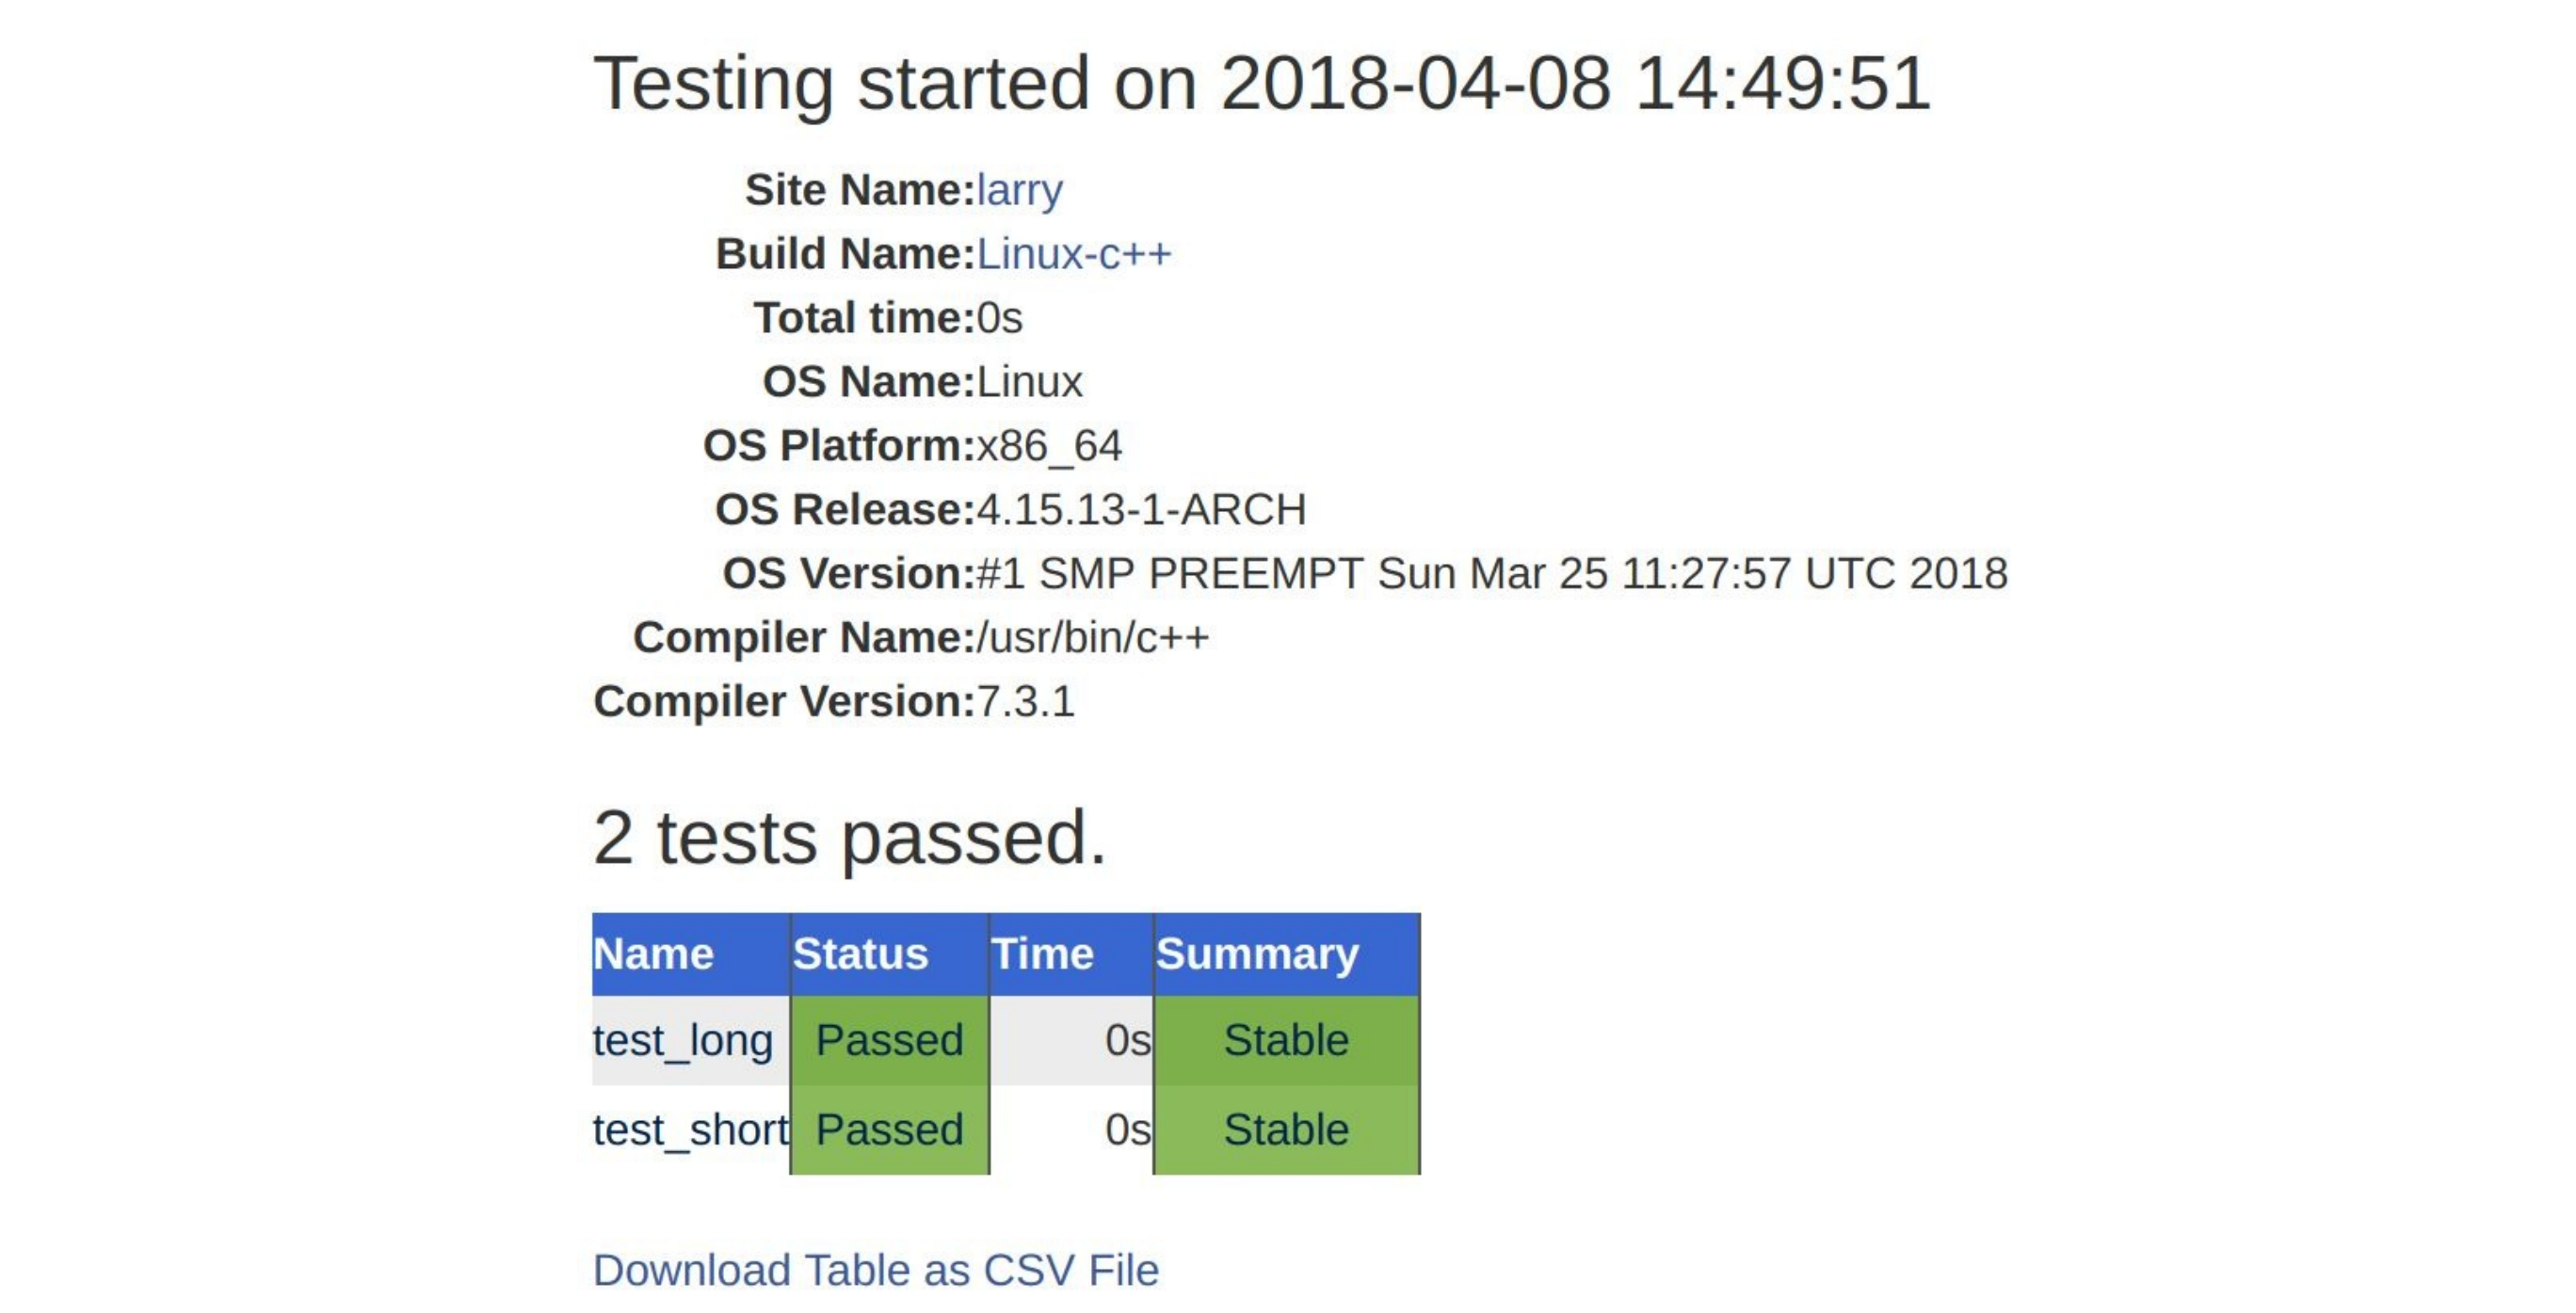 Testing started on 2018-04-08 14:49:51
Site Name:larry
Build Name:Linux-c++
Total time:0s
OS Name:Linux
OS Platform:x86_64
OS Release:4.15.13-1-ARCH
OS Version:#1 SMP PREEMPT Sun Mar 25 11:27:57 UTC 2018
Compiler Name:/usr/bin/c++
Compiler Version:7.3.1
2 tests passed.
Name Status Time Summary
test_long Passed 0s Stable
test_short Passed 0s Stable
Download Table as CSV File